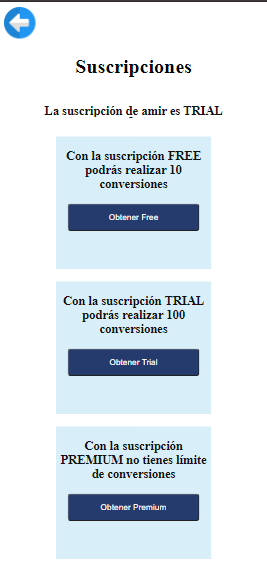 Suscripciones
La suscripción de amir es TRIAL
Con la suscripción FREE
podrás realizar 10
conversiones
Obtener Free
Con la suscripción TRIAL
podrás realizar 100
conversiones
Obtener Trial
Con la suscripción
PREMIUM no tienes límite
de conversiones
Obtener Premium